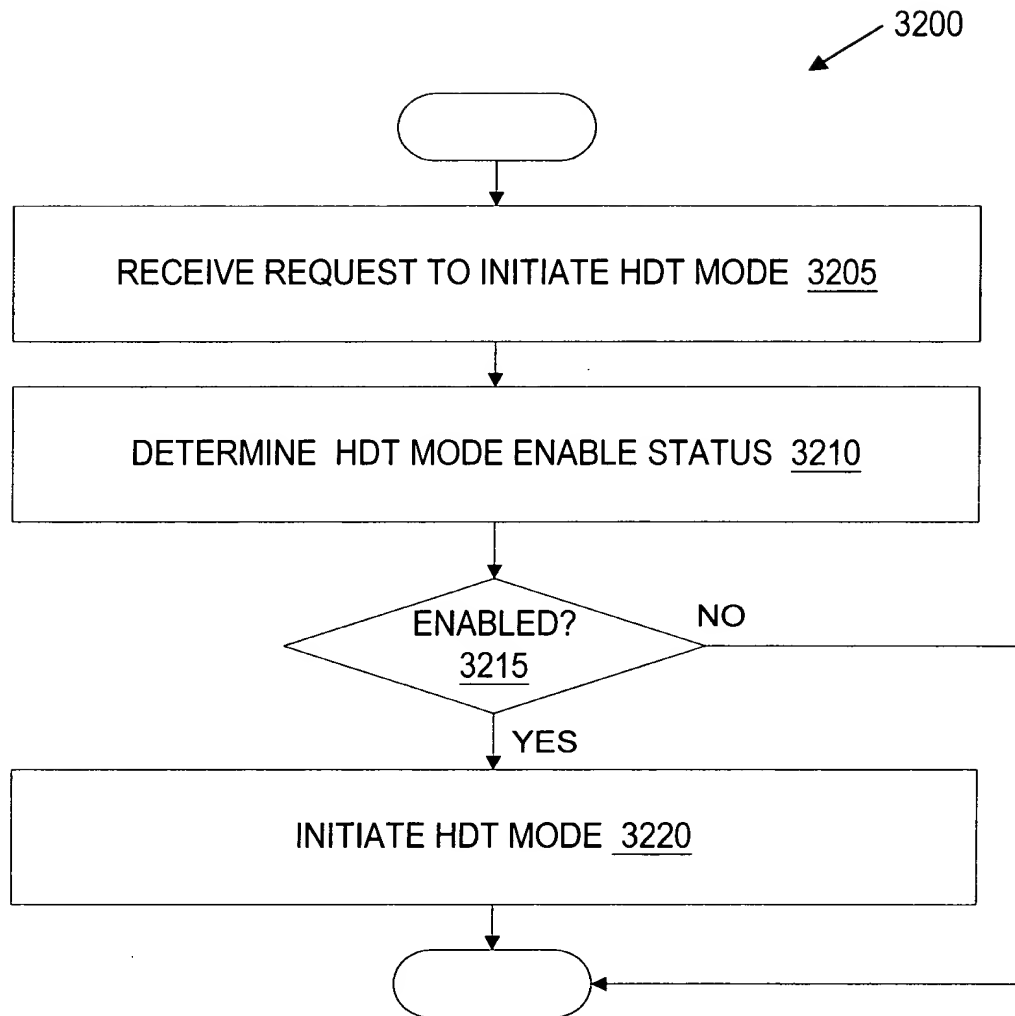 3200
RECEIVE REQUEST TO INITIATE HDT MODE 3205
DETERMINE HDT MODE ENABLE STATUS 3210
ENABLED?
NO
3215
YES
INITIATE HDT MODE 3220